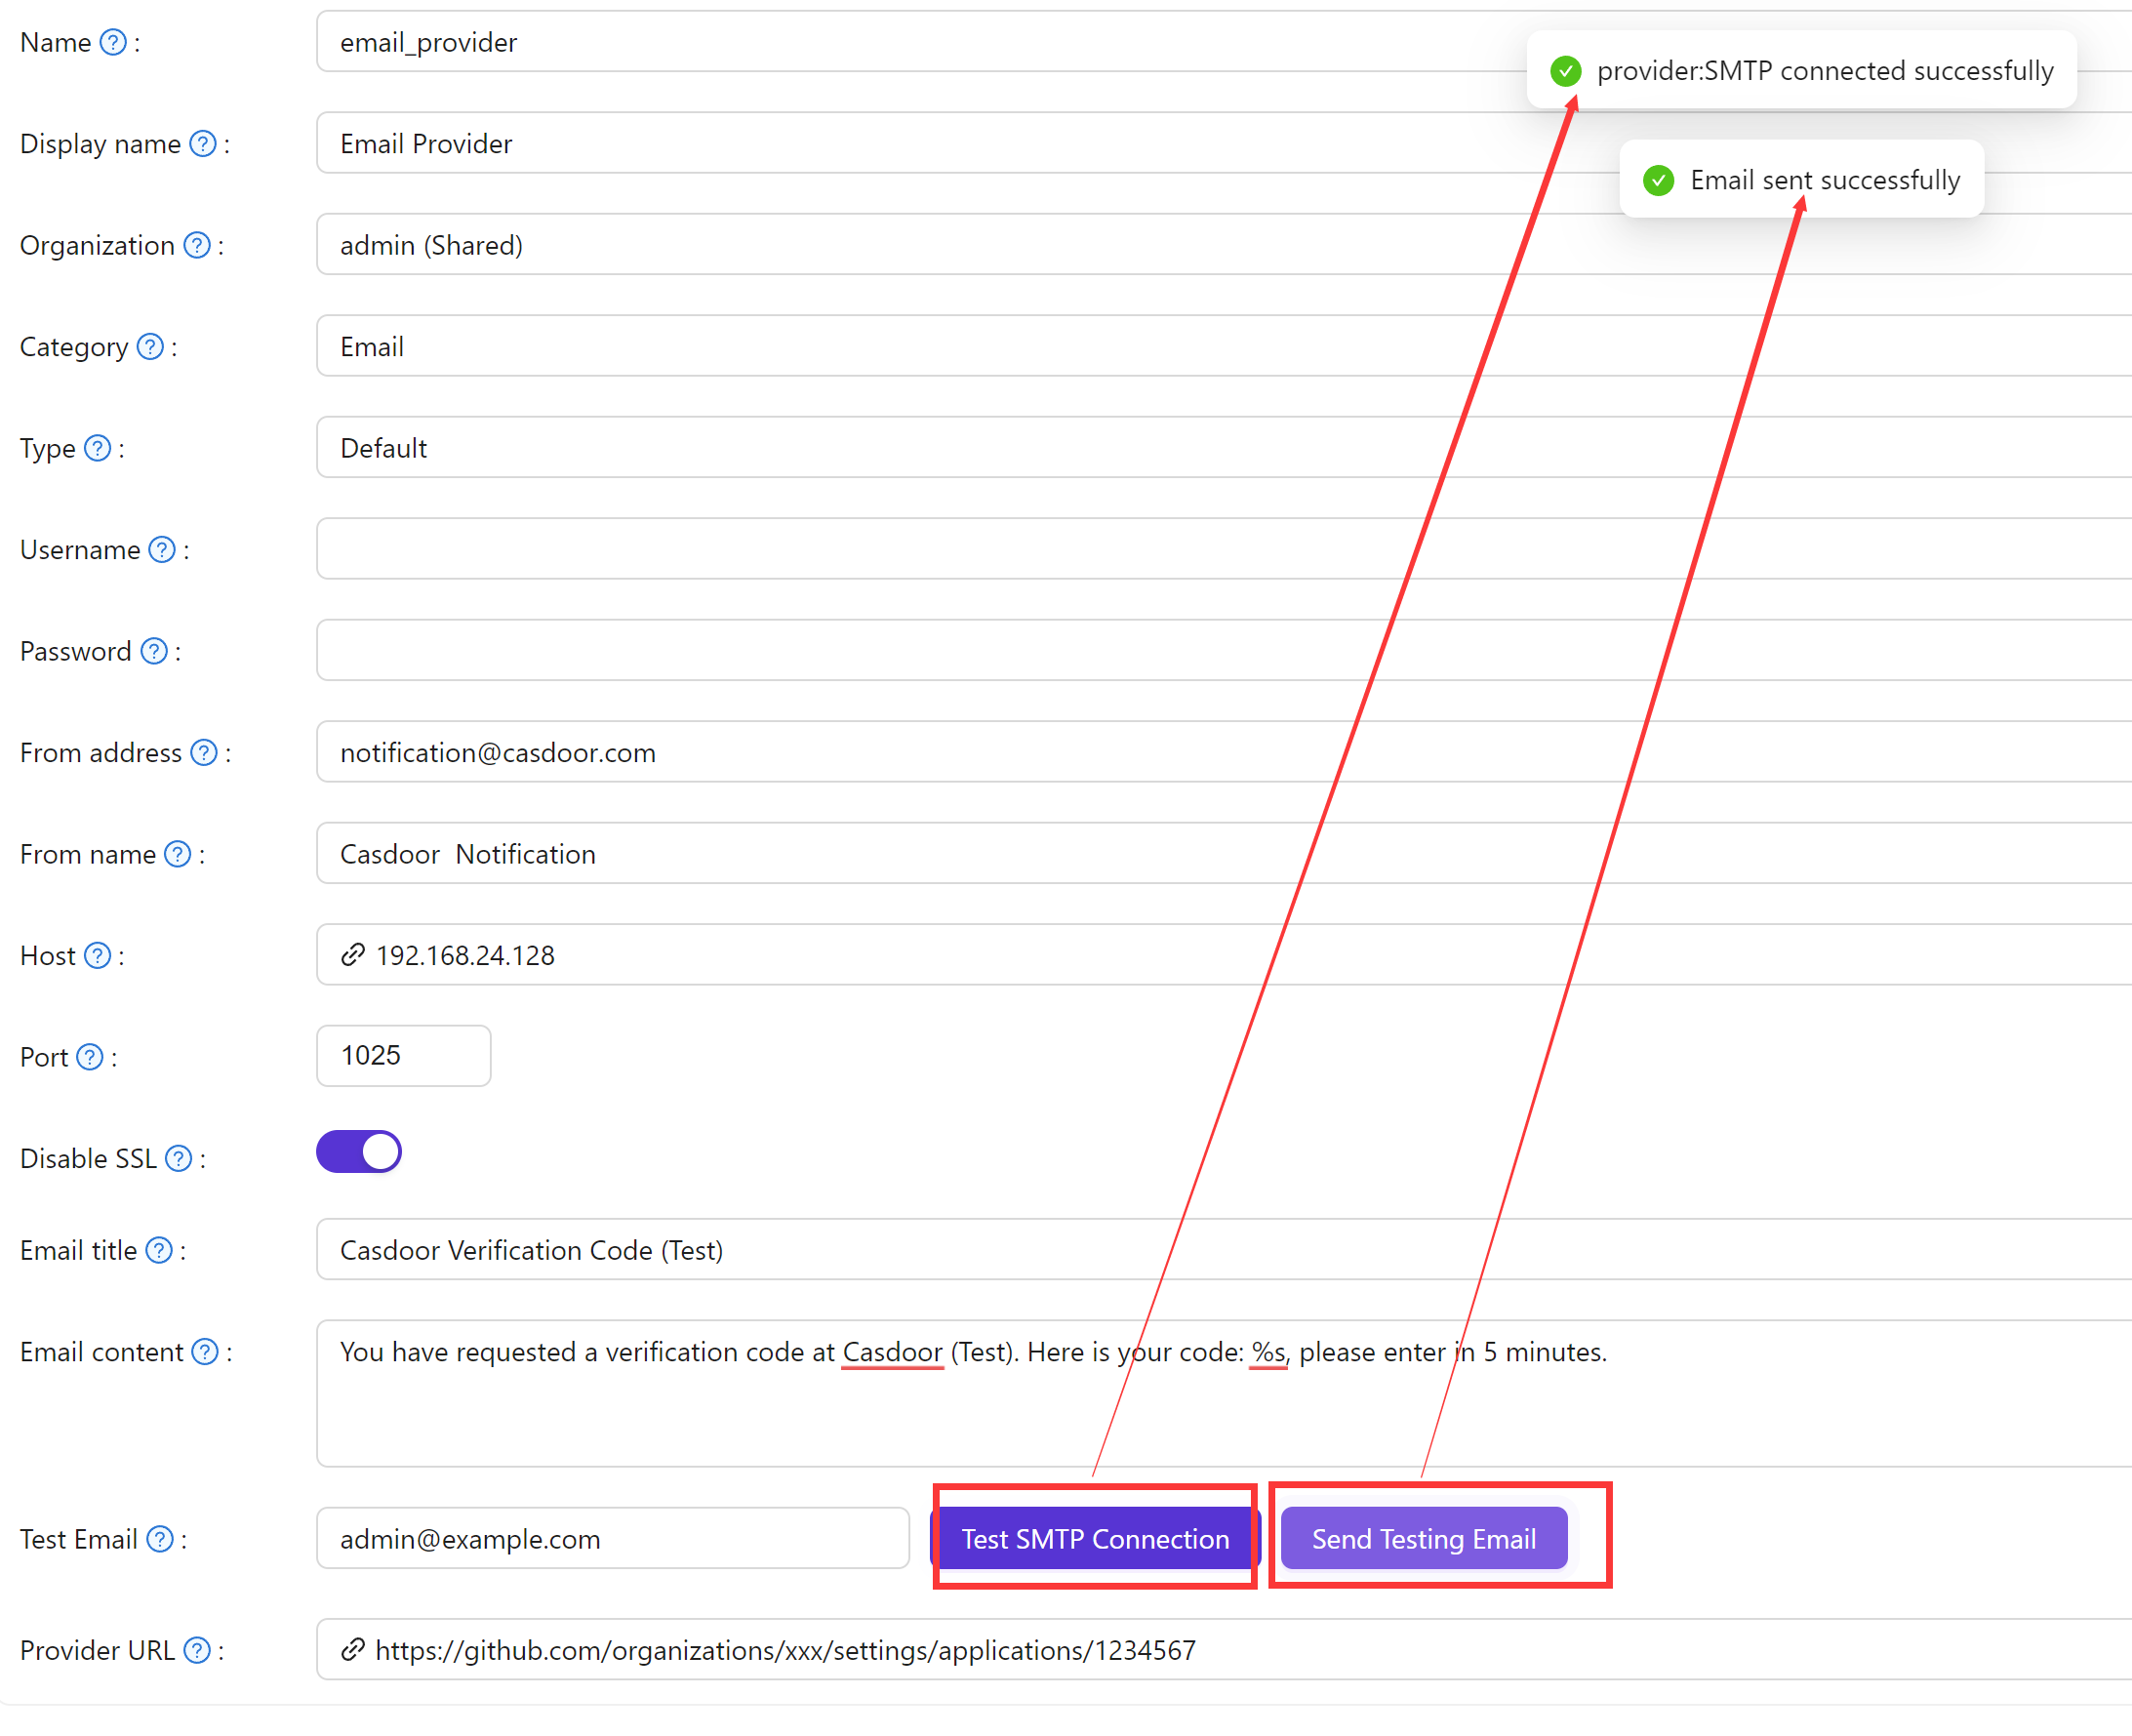 Name ? : email_provider
provider:SMTP connected successfully
Display name ? : Email Provider
Email sent successfully
Organization ? : admin (Shared)
Category ? : Email
Type ? : Default
Username ? :
Password ? :
From address ? : notification@casdoor.com
From name ? : Casdoor  Notification
Host ? : 192.168.24.128
Port ? : 1025
Disable SSL ? :
Email title ? : Casdoor Verification Code (Test)
Email content ? : You have requested a verification code at Casdoor (Test). Here is your code: %s, please enter in 5 minutes.
Test Email ? : admin@example.com Test SMTP Connection Send Testing Email
Provider URL ? : https://github.com/organizations/xxx/settings/applications/1234567